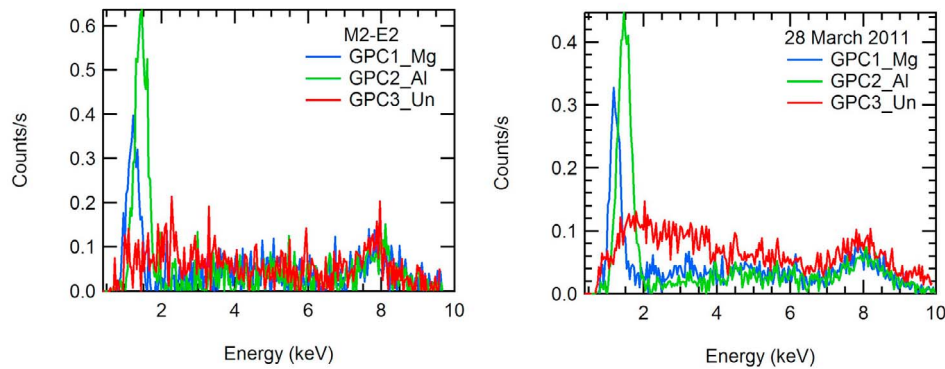 M2-E2
GPC1_Mg
GPC2_Al
GPC3_Un
Counts/s
0.6
0.5
0.4
0.3
0.2
0.1
0.0
0 2 4 6 8 10
Energy (keV)
28 March 2011
GPC1_Mg
GPC2_Al
GPC3_Un
Counts/s
0.4
0.3
0.2
0.1
0.0
0 2 4 6 8 10
Energy (keV)